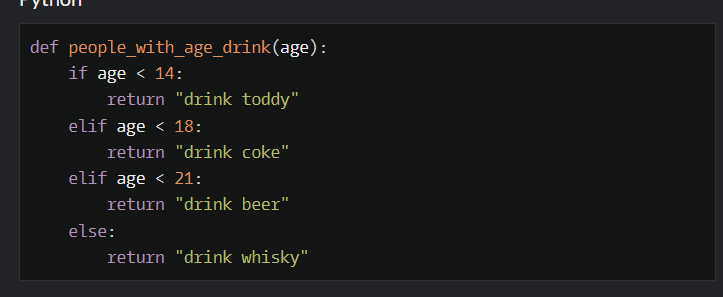 Python
def people_with_age_drink(age):
    if age < 14:
        return "drink toddy"
    elif age < 18:
        return "drink coke"
    elif age < 21:
        return "drink beer"
    else:
        return "drink whisky"